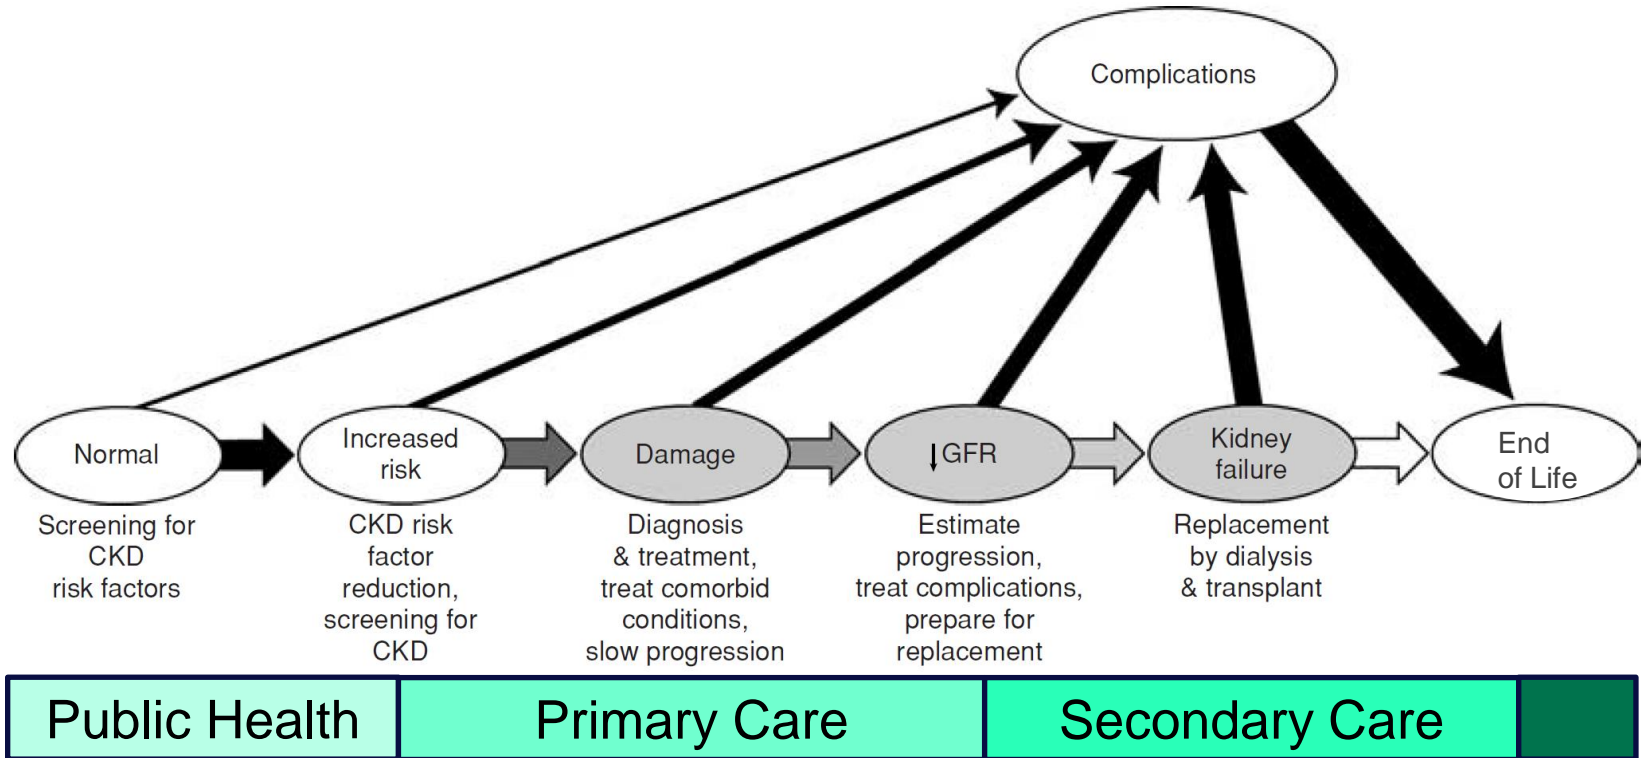 Complications
Normal
Increased
risk
Damage
↓GFR
Kidney
failure
End
of Life
Screening for
CKD
risk factors
CKD risk
factor
reduction,
screening for
CKD
Diagnosis
& treatment,
treat comorbid
conditions,
slow progression
Estimate
progression,
treat complications,
prepare for
replacement
Replacement
by dialysis
& transplant
Public Health
Primary Care
Secondary Care